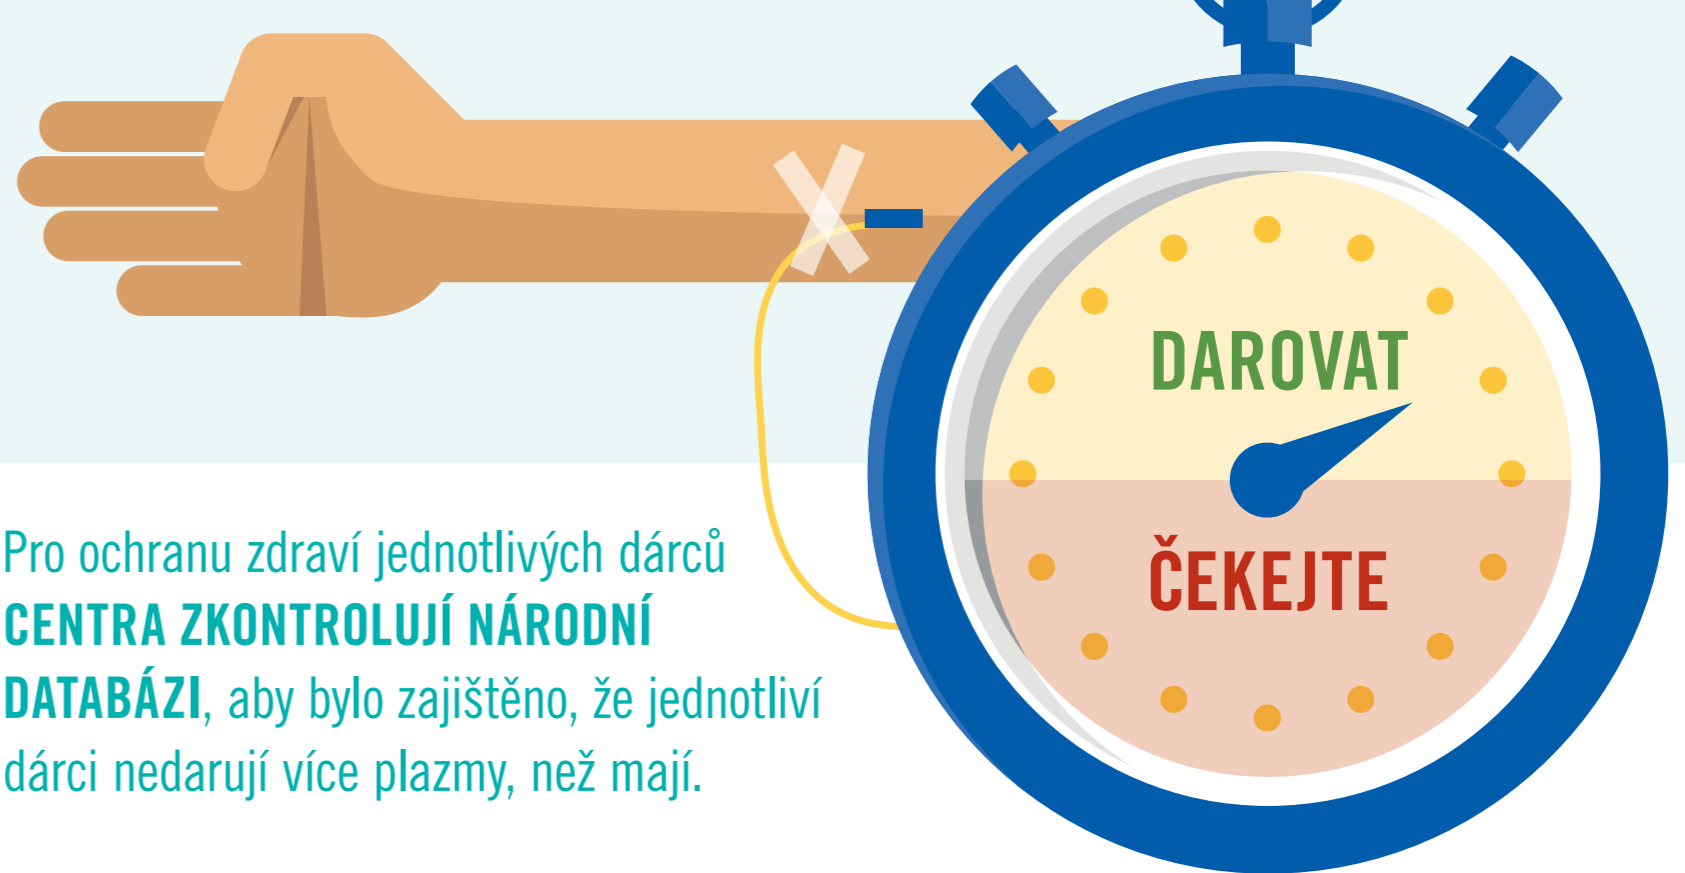 DAROVAT
ČEKEJTE
Pro ochranu zdraví jednotlivých dárců
CENTRA ZKONTROLUJÍ NÁRODNÍ
DATABÁZI, aby bylo zajištěno, že jednotliví
dárci nedarují více plazmy, než mají.